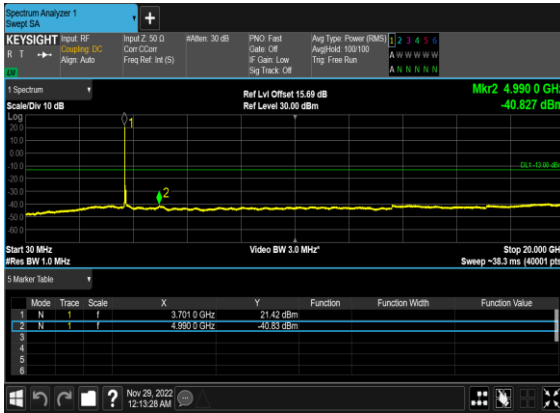 Spectrum Analyzer 1
Swept SA
+
KEYSIGHT
R T
Input: RF
Coupling: DC
Align: Auto
Input Z: 50 Ω
Corr CCorr
Freq Ref: Int (S)
#Atten: 30 dB
PNO: Fast
Gate: Off
IF Gain: Low
Sig Track: Off
Avg Type: Power (RMS)
Avg|Hold: 100/100
Trig: Free Run
1 2 3 4 5 6
A W W W W W
A N N N N N
1 Spectrum
Scale/Div 10 dB
Ref Lvl Offset 15.69 dB
Ref Level 30.00 dBm
Mkr2 4.990 0 GHz
-40.827 dBm
Log
20.0
10.0
0.00
-10.0
-20.0
-30.0
-40.0
-50.0
-60.0
1
2
DL1 -13.00 dBm
Start 30 MHz
#Res BW 1.0 MHz
Video BW 3.0 MHz*
Stop 20.000 GHz
Sweep ~38.3 ms (40001 pts)
5 Marker Table
Mode Trace Scale X Y Function Function Width Function Value
1 N 1 f 3.701 0 GHz 21.42 dBm
2 N 1 f 4.990 0 GHz -40.83 dBm
3
4
5
6
?
Nov 29, 2022
12:13:28 AM